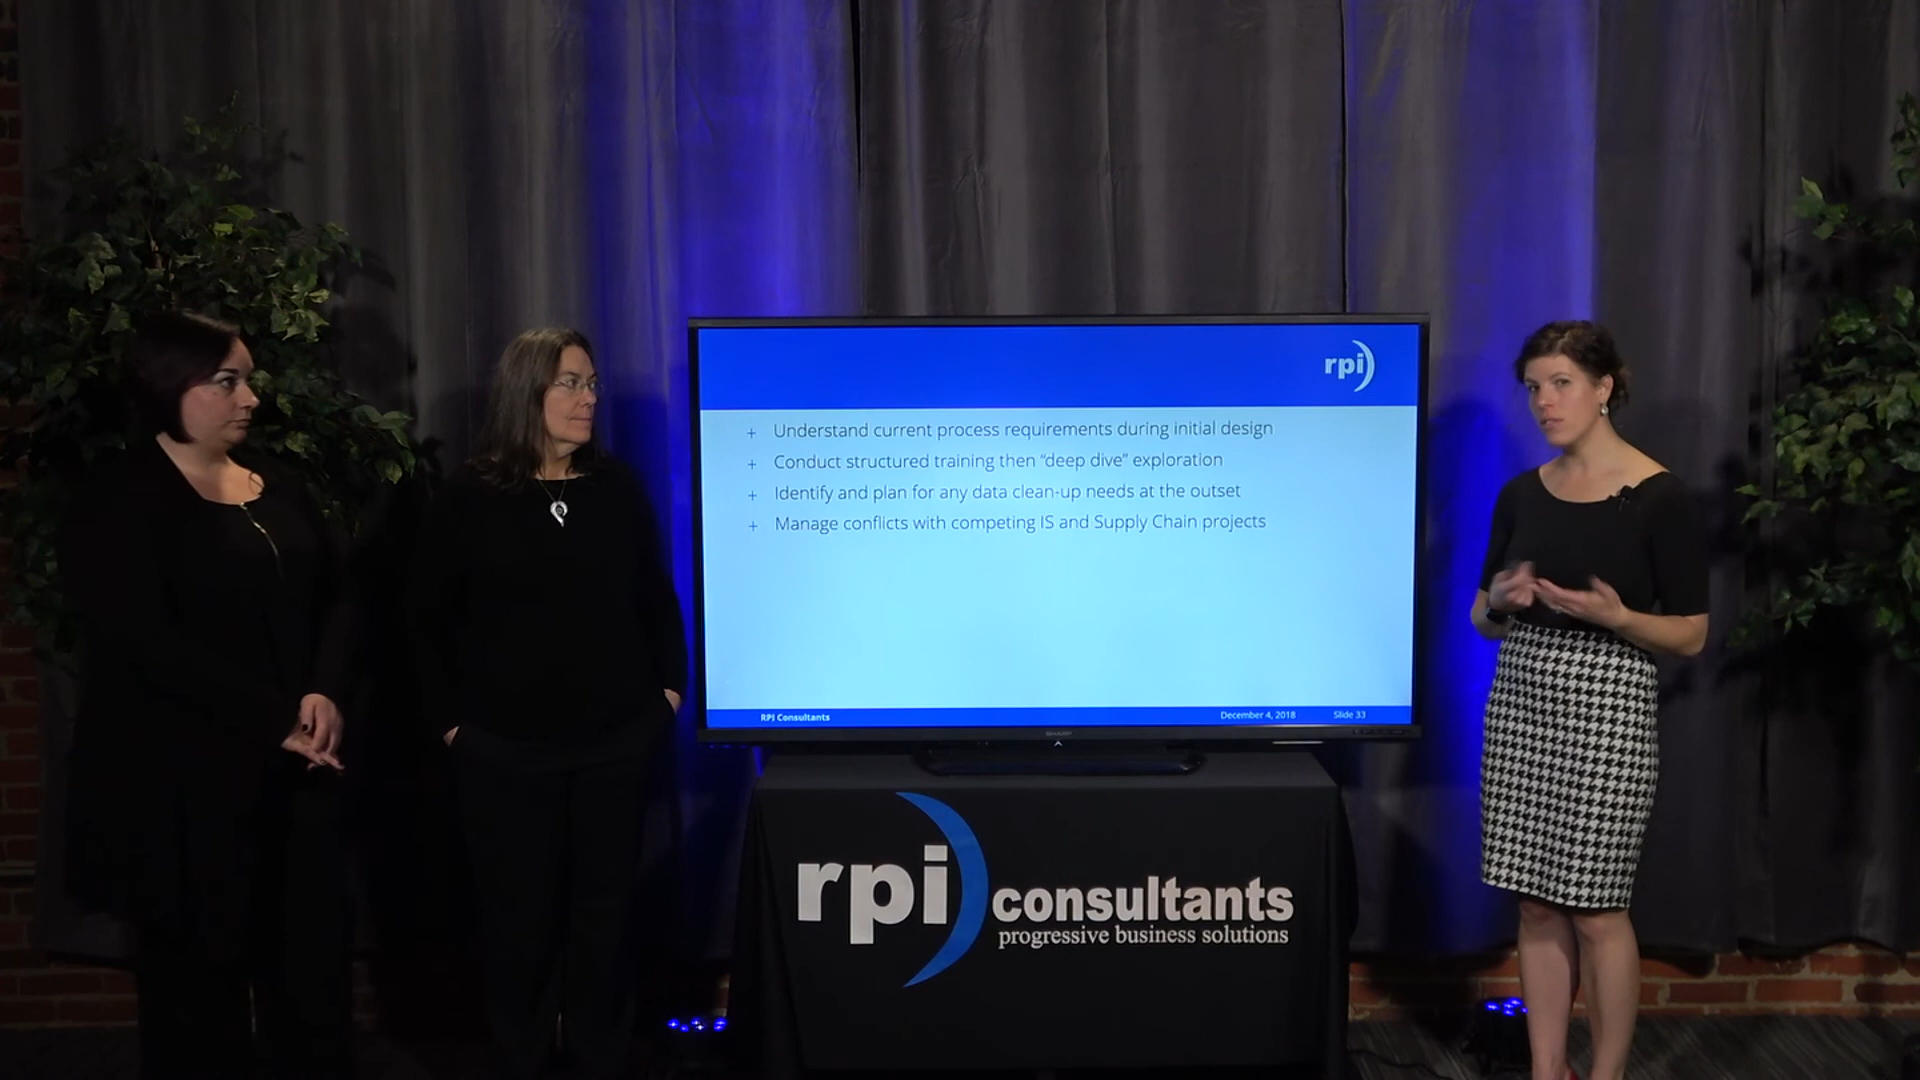 rpi
+ Understand current process requirements during initial design
+ Conduct structured training then “deep dive” exploration
+ Identify and plan for any data clean-up needs at the outset
+ Manage conflicts with competing IS and Supply Chain projects
RPI Consultants December 4, 2018 Slide 33
SHARP
rpi consultants
progressive business solutions